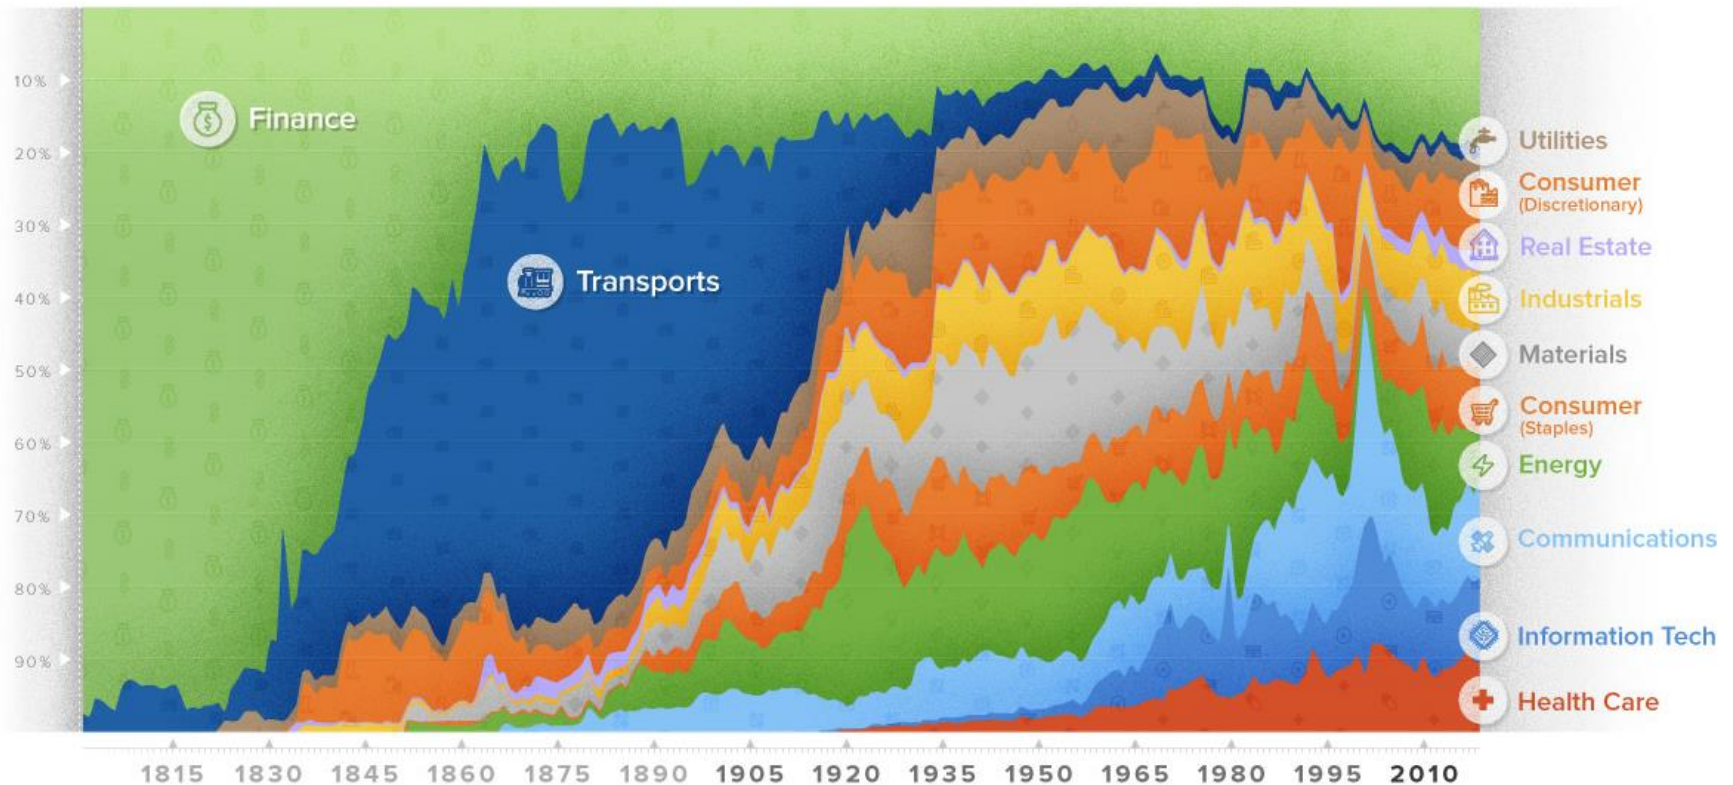 10%
20%
30%
40%
50%
60%
70%
80%
90%
Finance
Transports
Utilities
Consumer
(Discretionary)
Real Estate
Industrials
Materials
Consumer
(Staples)
Energy
Communications
Information Tech
Health Care
1815 1830 1845 1860 1875 1890 1905 1920 1935 1950 1965 1980 1995 2010